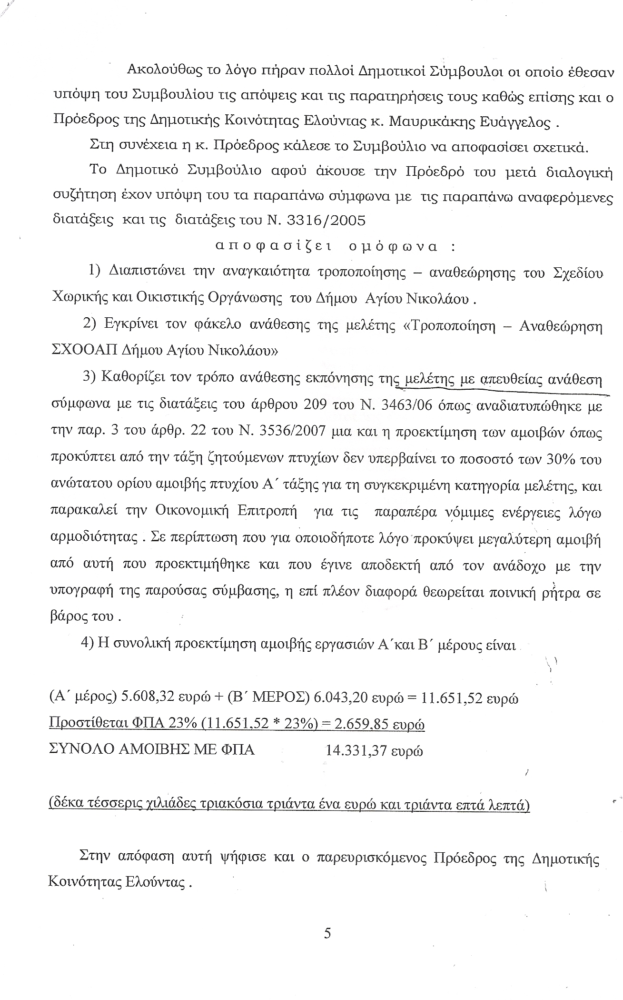 Ακολούθως το λόγο πήραν πολλοί Δημοτικοί Σύμβουλοι οι οποίο έθεσαν
υπόψη του Συμβουλίου τις απόψεις και τις παρατηρήσεις τους καθώς επίσης και ο
Πρόεδρος της Δημοτικής Κοινότητας Ελούντας κ. Μαυρικάκης Ευάγγελος .
Στη συνέχεια η κ. Πρόεδρος κάλεσε το Συμβούλιο να αποφασίσει σχετικά.
Το Δημοτικό Συμβούλιο αφού άκουσε την Πρόεδρό του μετά διαλογική
συζήτηση έχον υπόψη του τα παραπάνω σύμφωνα με τις παραπάνω αναφερόμενες
διατάξεις και τις διατάξεις του Ν. 3316/2005
α π ο φ α σ ί ζ ε ι ο μ ό φ ω ν α :
1) Διαπιστώνει την αναγκαιότητα τροποποίησης – αναθεώρησης του Σχεδίου
Χωρικής και Οικιστικής Οργάνωσης του Δήμου Αγίου Νικολάου .
2) Εγκρίνει τον φάκελο ανάθεσης της μελέτης «Τροποποίηση – Αναθεώρηση
ΣΧΟΟΑΠ Δήμου Αγίου Νικολάου»
3) Καθορίζει τον τρόπο ανάθεσης εκπόνησης της μελέτης με απευθείας ανάθεση
σύμφωνα με τις διατάξεις του άρθρου 209 του Ν. 3463/06 όπως αναδιατυπώθηκε με
την παρ. 3 του άρθρ. 22 του Ν. 3536/2007 μια και η προεκτίμηση των αμοιβών όπως
προκύπτει από την τάξη ζητούμενων πτυχίων δεν υπερβαίνει το ποσοστό των 30% του
ανώτατου ορίου αμοιβής πτυχίου Α΄ τάξης για τη συγκεκριμένη κατηγορία μελέτης, και
παρακαλεί την Οικονομική Επιτροπή για τις παραπέρα νόμιμες ενέργειες λόγω
αρμοδιότητας . Σε περίπτωση που για οποιοδήποτε λόγο προκύψει μεγαλύτερη αμοιβή
από αυτή που προεκτιμήθηκε και που έγινε αποδεκτή από τον ανάδοχο με την
υπογραφή της παρούσας σύμβασης, η επί πλέον διαφορά θεωρείται ποινική ρήτρα σε
βάρος του .
4) Η συνολική προεκτίμηση αμοιβής εργασιών Α΄και Β΄ μέρους είναι
(Α΄ μέρος) 5.608,32 ευρώ + (Β΄ ΜΕΡΟΣ) 6.043,20 ευρώ = 11.651,52 ευρώ
Προστίθεται ΦΠΑ 23% (11.651,52 * 23%) = 2.659,85 ευρώ
ΣΥΝΟΛΟ ΑΜΟΙΒΗΣ ΜΕ ΦΠΑ 14.331,37 ευρώ
(δέκα τέσσερις χιλιάδες τριακόσια τριάντα ένα ευρώ και τριάντα επτά λεπτά)
Στην απόφαση αυτή ψήφισε και ο παρευρισκόμενος Πρόεδρος της Δημοτικής
Κοινότητας Ελούντας .
5